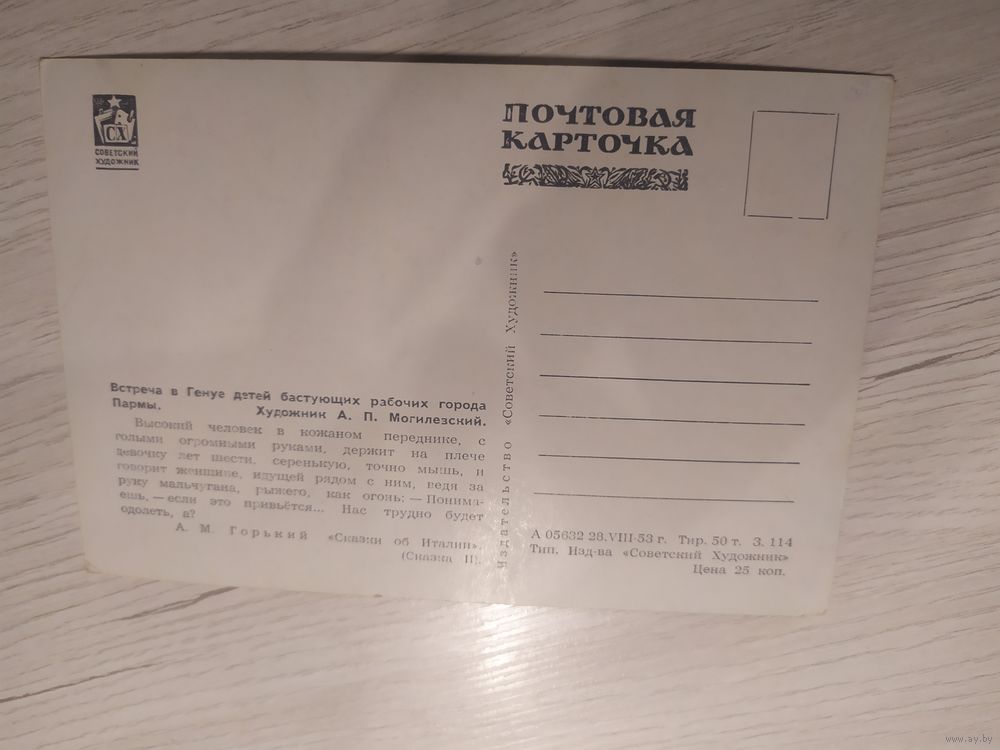 СХ
СОВЕТСКИЙ
ХУДОЖНИК
ПОЧТОВАЯ
КАРТОЧКА
Встреча в Генуе детей бастующих рабочих города
Пармы. Художник А. П. Могилевский.
Высокий человек в кожаном переднике, с
голыми огромными руками, держит на плече
девочку лет шести, серенькую, точно мышь, и
говорит женщине, идущей рядом с ним, ведя за
руку мальчугана, рыжего, как огонь: — Понима-
ешь, — если это привьётся... Нас трудно будет
одолеть, а?
А. М. Горький «Сказки об Италии».
(Сказка II).
Издательство «Советский Художник»
А 05632 28.VIII-53 г. Тир. 50 т. З. 114
Тип. Изд-ва «Советский Художник»
Цена 25 коп.
www.ay.by